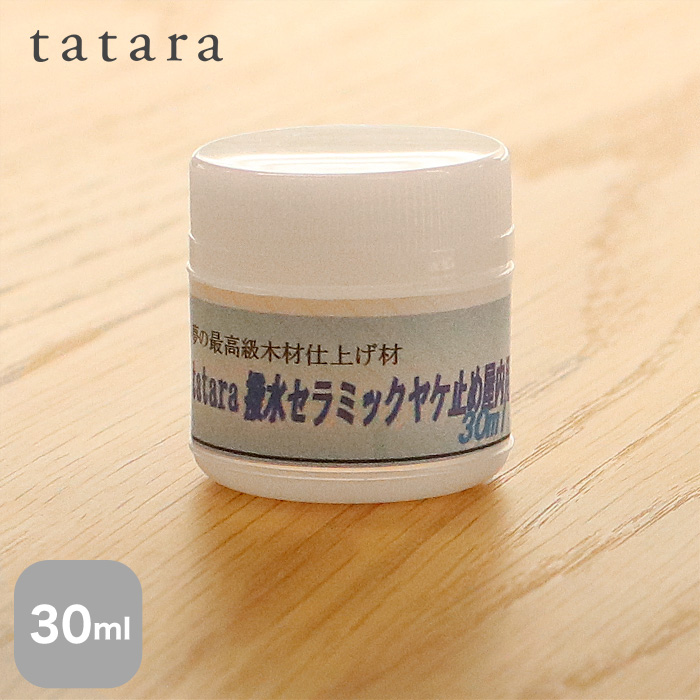 tatara
夢の最高級木材仕上げ材
tatara 撥水セラミックヤケ止め屋内用
30ml
30ml